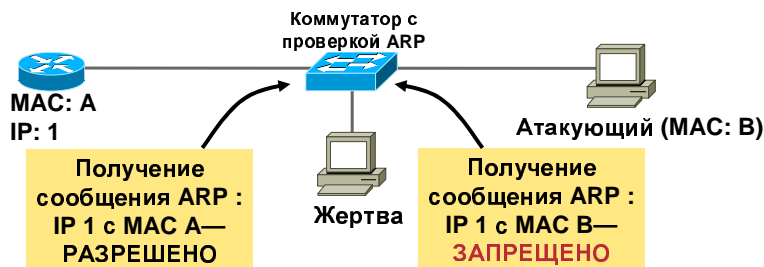 Коммутатор с
проверкой ARP
MAC: A
IP: 1
Атакующий (MAC: B)
Жертва
Получение
сообщения ARP :
IP 1 с MAC A—
РАЗРЕШЕНО
Получение
сообщения ARP :
IP 1 с MAC B—
ЗАПРЕЩЕНО